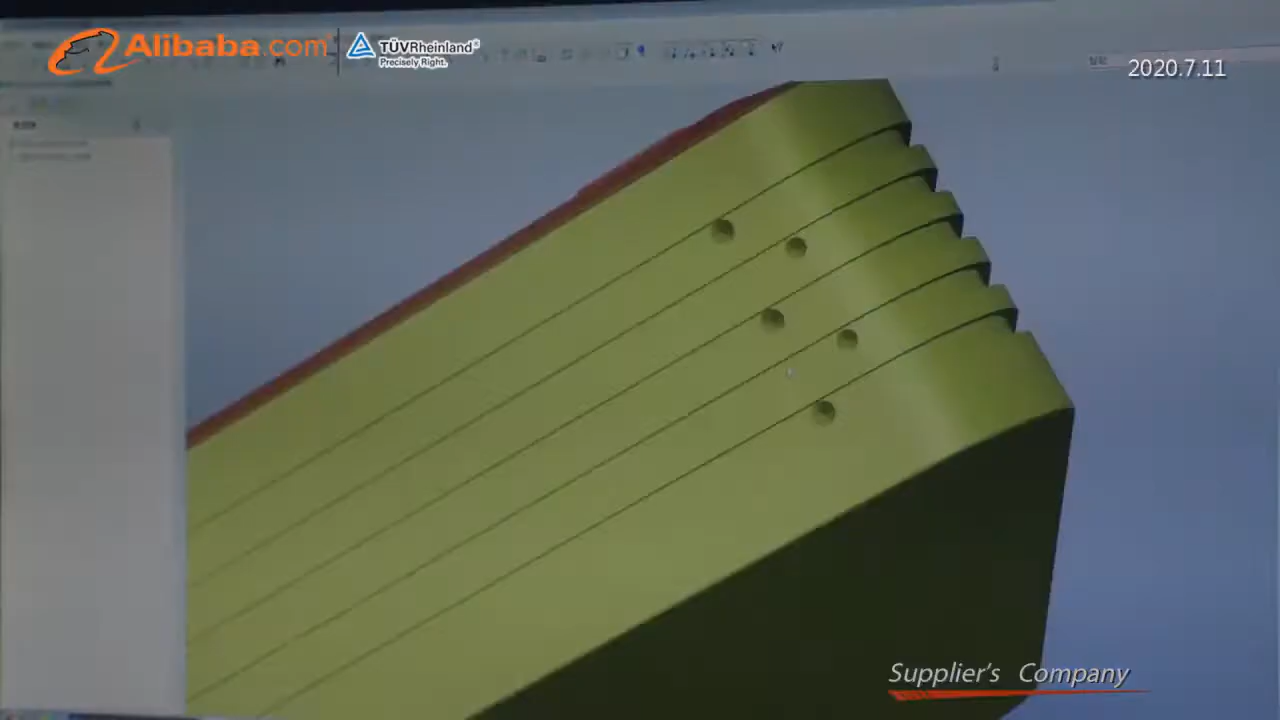 Alibaba.com
TÜVRheinland®
Precisely Right.
2020.7.11
Supplier's Company